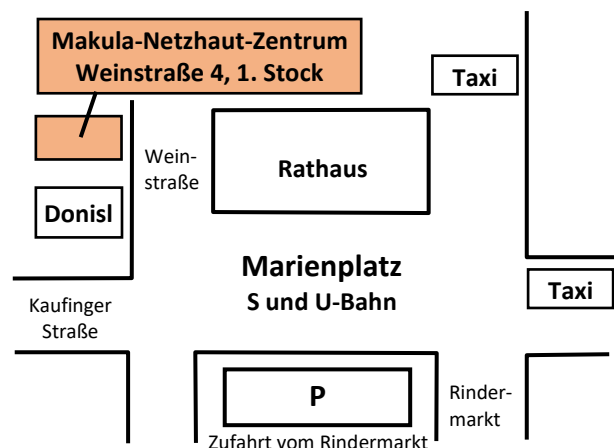 Makula-Netzhaut-Zentrum
Weinstraße 4, 1. Stock
Taxi
Wein-
straße
Rathaus
Donisl
Marienplatz
S und U-Bahn
Taxi
Kaufinger
Straße
P
Rinder-
markt
Zufahrt vom Rindermarkt